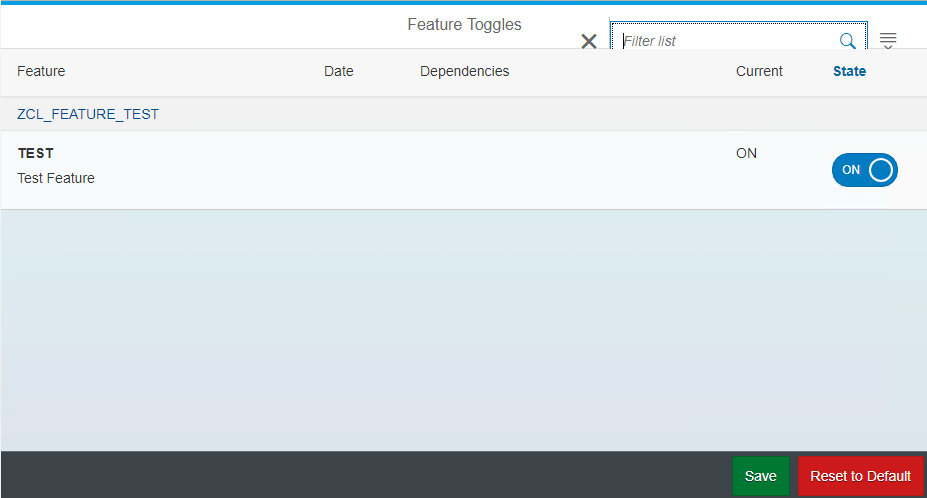 Feature Toggles
Filter list
Feature Date Dependencies Current State
ZCL_FEATURE_TEST
TEST ON ON
Test Feature
Save Reset to Default